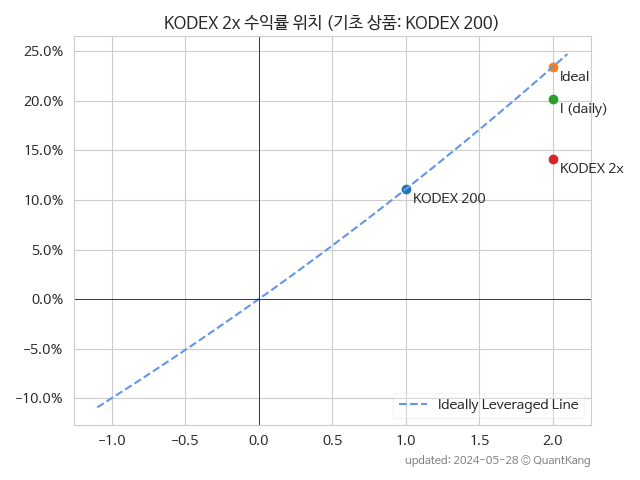 KODEX 2x 수익률 위치 (기초 상품: KODEX 200)
25.0%
20.0%
15.0%
10.0%
5.0%
0.0%
-5.0%
-10.0%
Ideal
I (daily)
KODEX 2x
KODEX 200
Ideally Leveraged Line
-1.0 -0.5 0.0 0.5 1.0 1.5 2.0
updated: 2024-05-28 © QuantKang